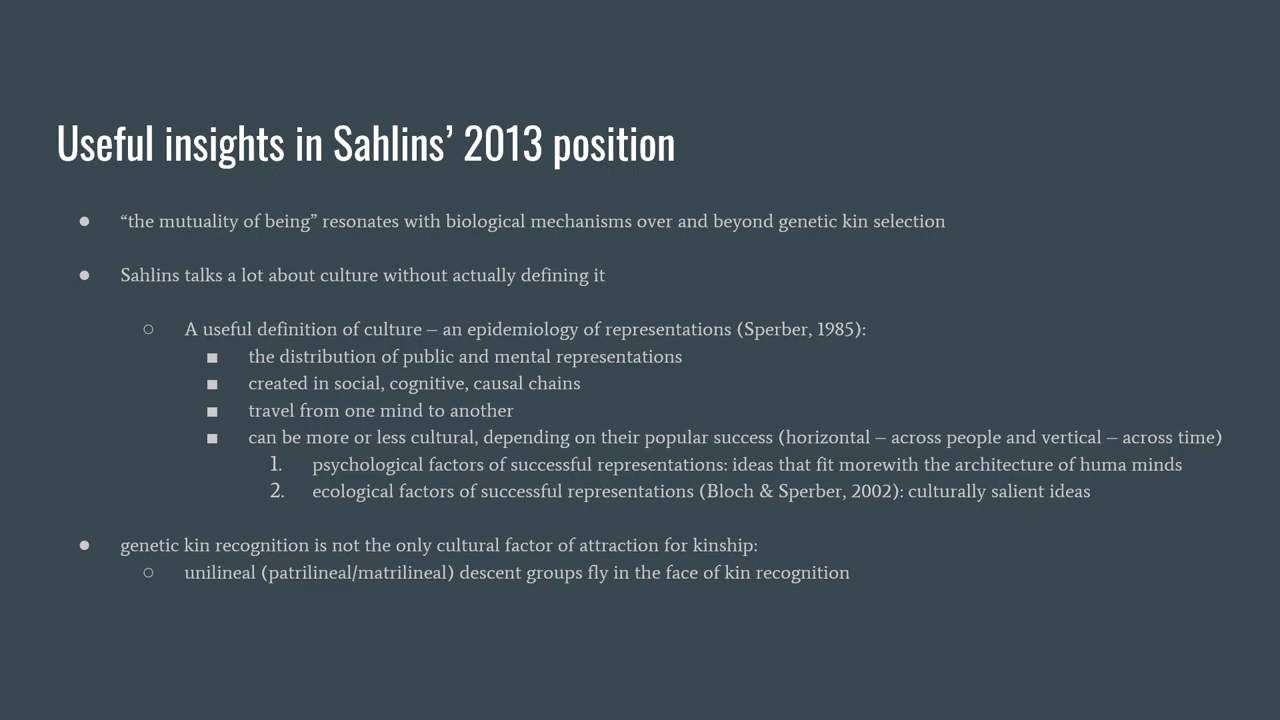 Useful insights in Sahlins’ 2013 position
● “the mutuality of being” resonates with biological mechanisms over and beyond genetic kin selection
● Sahlins talks a lot about culture without actually defining it
○ A useful definition of culture – an epidemiology of representations (Sperber, 1985):
■ the distribution of public and mental representations
■ created in social, cognitive, causal chains
■ travel from one mind to another
■ can be more or less cultural, depending on their popular success (horizontal – across people and vertical – across time)
1. psychological factors of successful representations: ideas that fit morewith the architecture of huma minds
2. ecological factors of successful representations (Bloch & Sperber, 2002): culturally salient ideas
● genetic kin recognition is not the only cultural factor of attraction for kinship:
○ unilineal (patrilineal/matrilineal) descent groups fly in the face of kin recognition